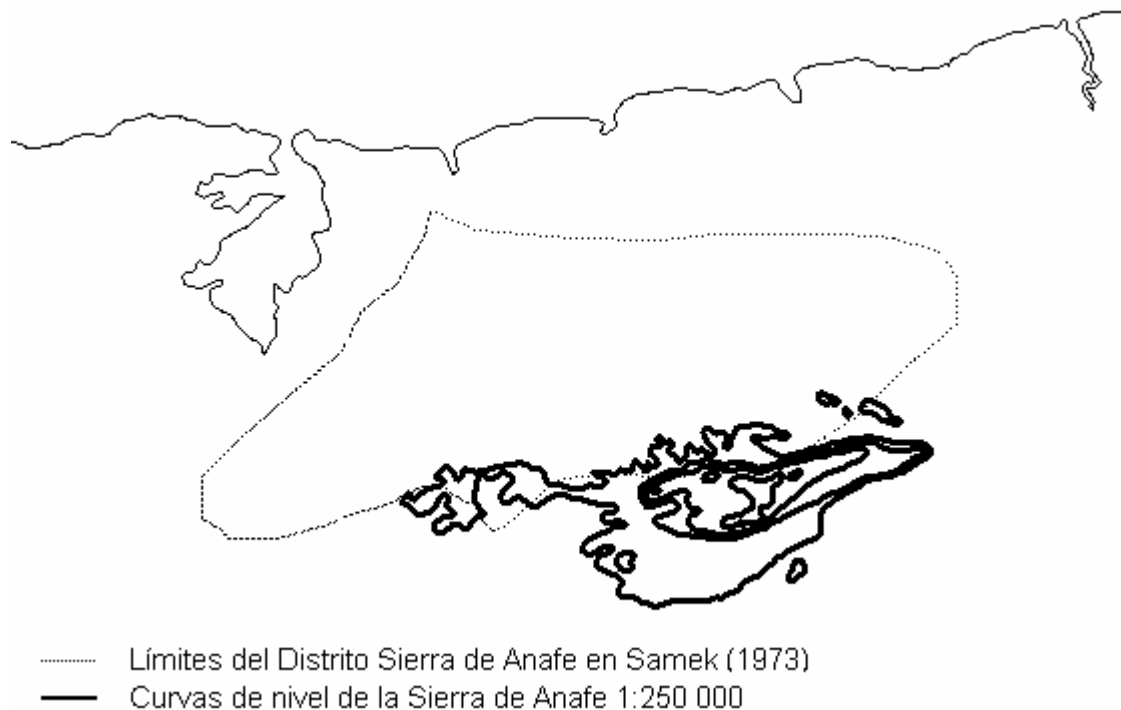 Límites del Distrito Sierra de Anafe en Samek (1973)
Curvas de nivel de la Sierra de Anafe 1:250 000